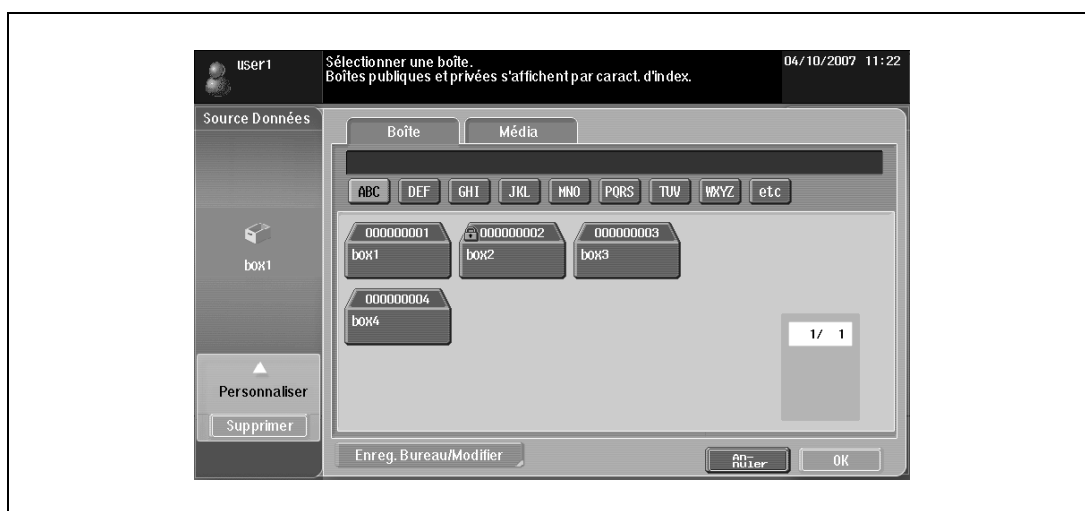 user1
Sélectionner une boîte.
Boîtes publiques et privées s'affichent par caract. d'index.
04/10/2007 11:22
Source Données
Boîte
Média
ABC DEF GHI JKL MNO PQRS TUV WXYZ etc
000000001 000000002 000000003
box1 box2 box3
box1
000000004
box4
1/ 1
Personnaliser
Supprimer
Enreg. Bureau/Modifier
An-
nuler
OK